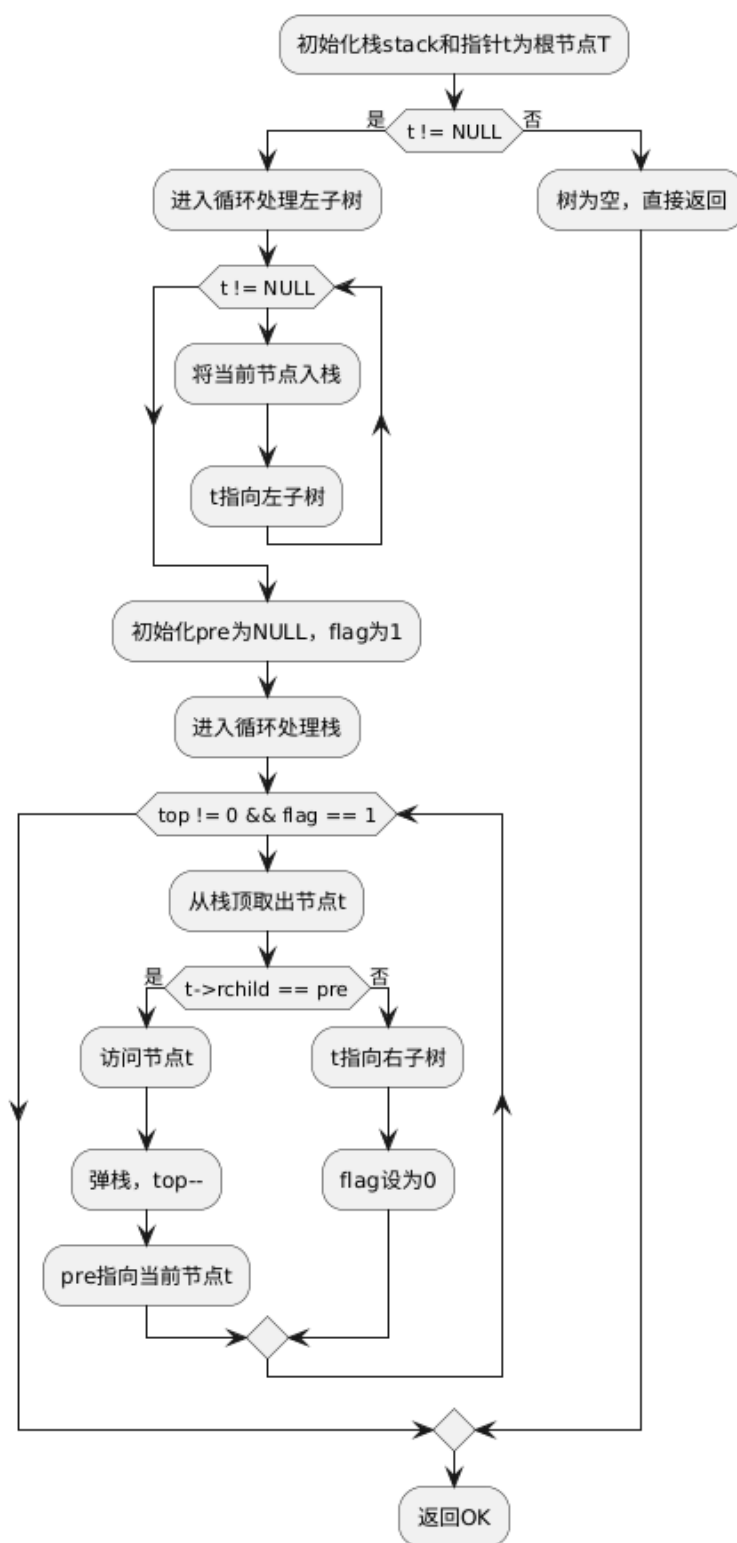 初始化栈stack和指针t为根节点T
是
t != NULL
否
进入循环处理左子树
树为空，直接返回
t != NULL
将当前节点入栈
t指向左子树
初始化pre为NULL，flag为1
进入循环处理栈
top != 0 && flag == 1
从栈顶取出节点t
是
t->rchild == pre
否
访问节点t
t指向右子树
弹栈，top--
flag设为0
pre指向当前节点t
返回OK